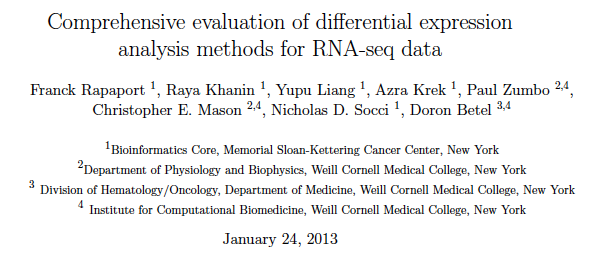 Comprehensive evaluation of differential expression
analysis methods for RNA-seq data
Franck Rapaport 1, Raya Khanin 1, Yupu Liang 1, Azra Krek 1, Paul Zumbo 2,4,
Christopher E. Mason 2,4, Nicholas D. Socci 1, Doron Betel 3,4
1Bioinformatics Core, Memorial Sloan-Kettering Cancer Center, New York
2Department of Physiology and Biophysics, Weill Cornell Medical College, New York
3 Division of Hematology/Oncology, Department of Medicine, Weill Cornell Medical College, New York
4 Institute for Computational Biomedicine, Weill Cornell Medical College, New York
January 24, 2013